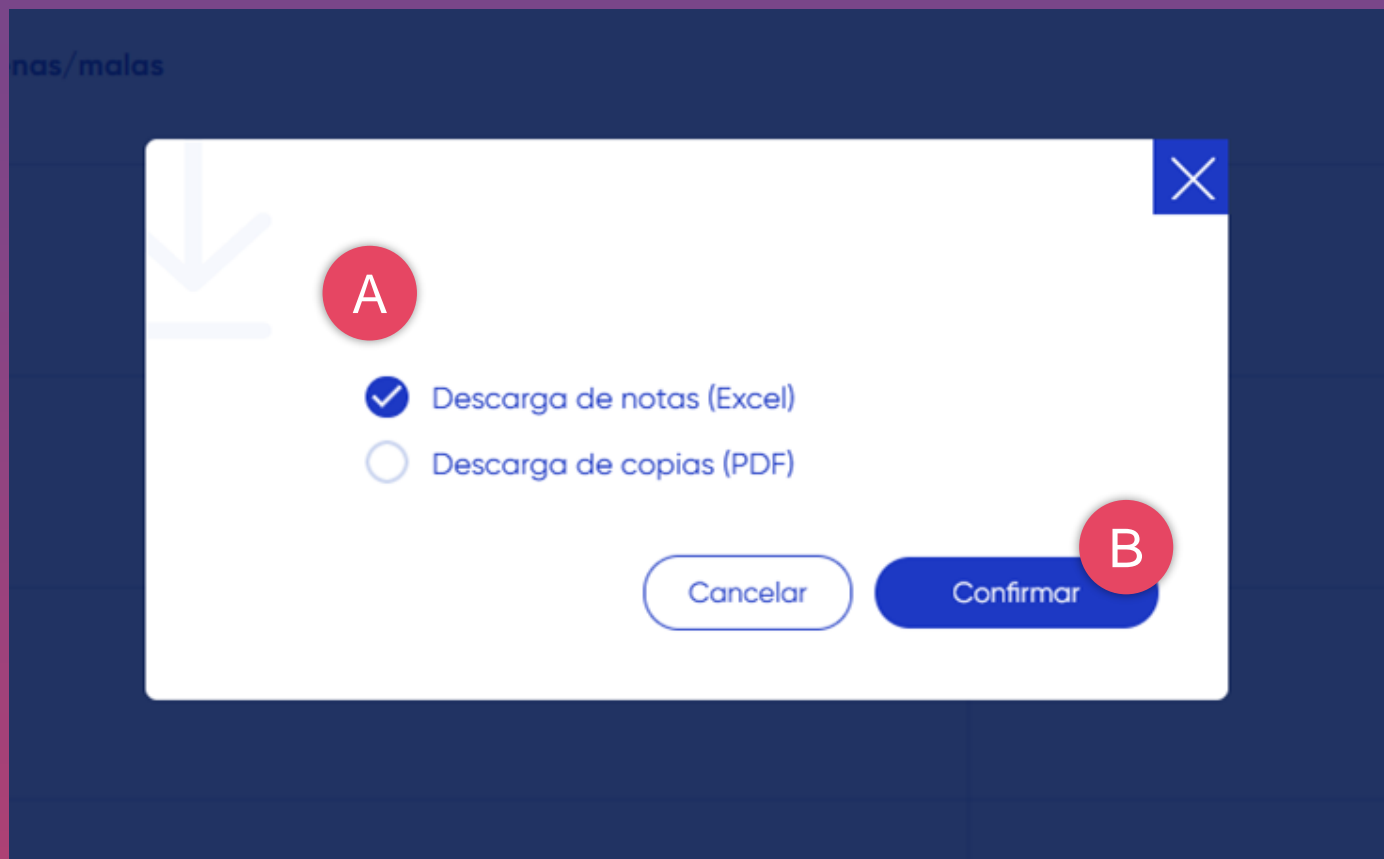 nas/malas
A
Descarga de notas (Excel)
Descarga de copias (PDF)
B
Cancelar
Confirmar